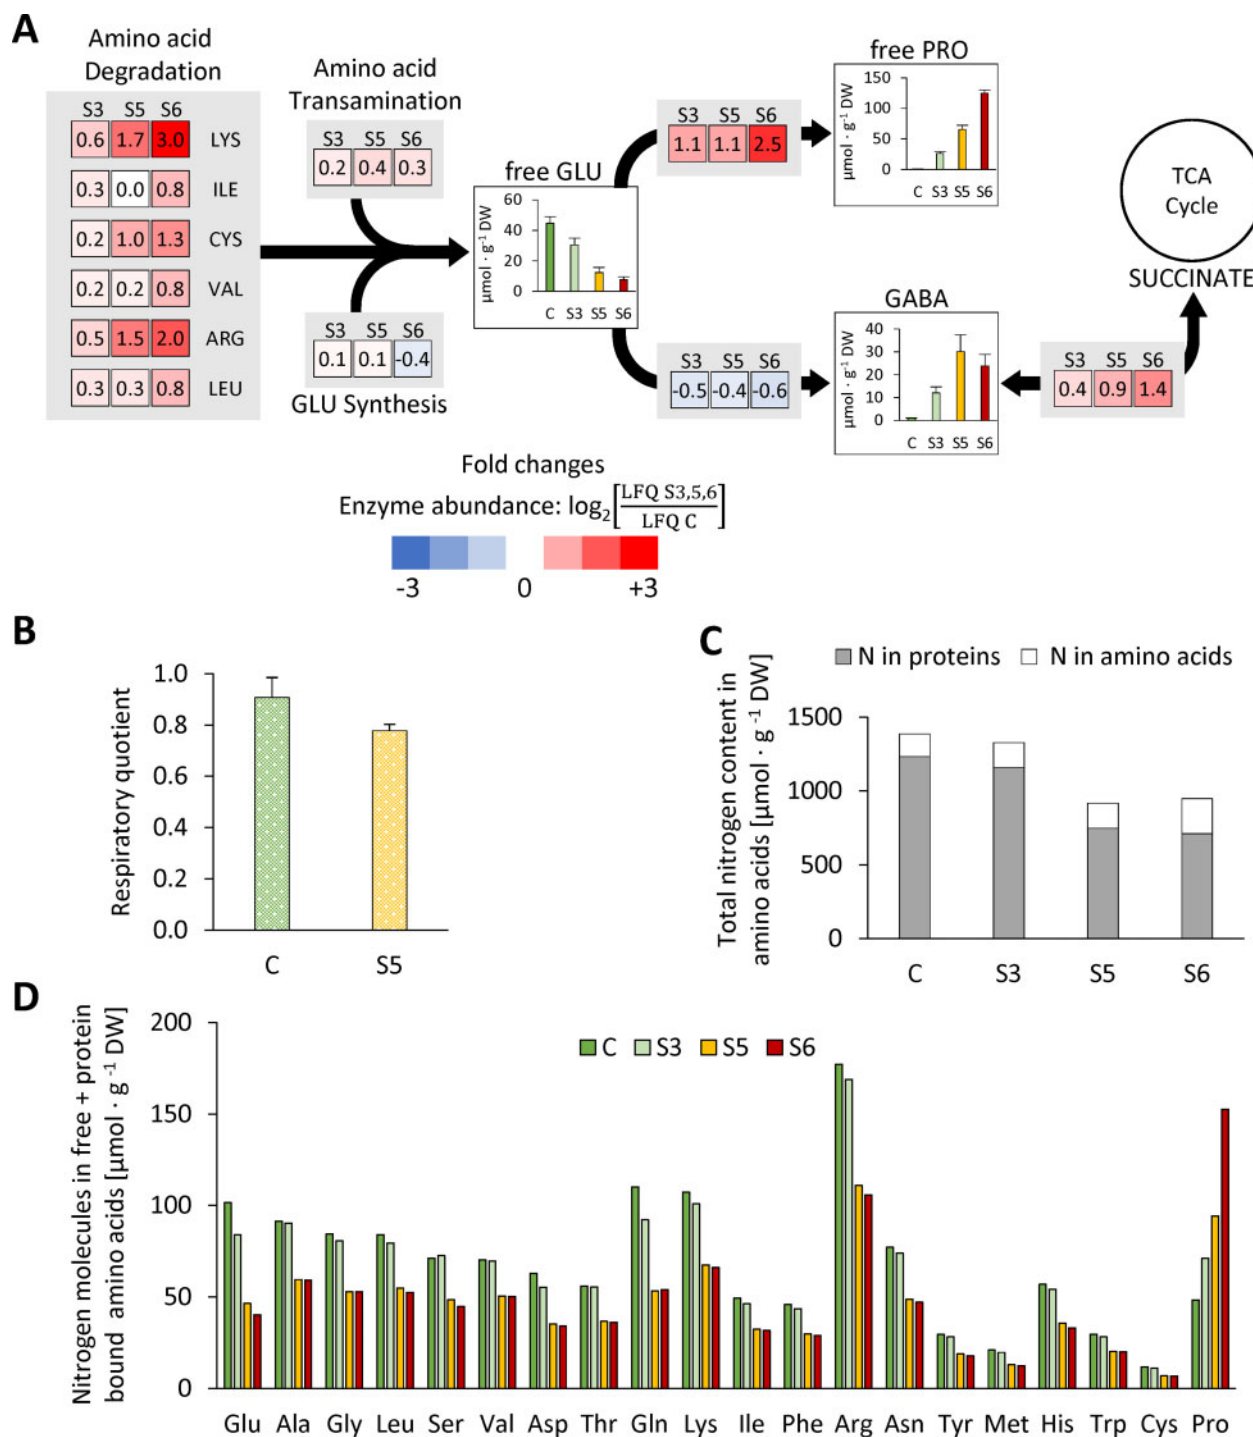 A
Amino acid
Degradation
S3 S5 S6
0.6 1.7 3.0 LYS
0.3 0.0 0.8 ILE
0.2 1.0 1.3 CYS
0.2 0.2 0.8 VAL
0.5 1.5 2.0 ARG
0.3 0.3 0.8 LEU
Amino acid
Transamination
S3 S5 S6
0.2 0.4 0.3
S3 S5 S6
0.1 0.1 -0.4
GLU Synthesis
free GLU
µmol · g⁻¹ DW
60
40
20
0
C S3 S5 S6
S3 S5 S6
1.1 1.1 2.5
free PRO
µmol · g⁻¹ DW
150
100
50
0
C S3 S5 S6
S3 S5 S6
-0.5 -0.4 -0.6
GABA
µmol · g⁻¹ DW
40
30
20
10
0
C S3 S5 S6
S3 S5 S6
0.4 0.9 1.4
TCA
Cycle
SUCCINATE
Fold changes
Enzyme abundance: log₂[LFQ S3,5,6 / LFQ C]
-3 0 +3
B
Respiratory quotient
1.0
0.8
0.6
0.4
0.2
0.0
C S5
C
N in proteins N in amino acids
Total nitrogen content in
amino acids [µmol · g⁻¹ DW]
1500
1000
500
0
C S3 S5 S6
D
Nitrogen molecules in free + protein
bound amino acids [µmol · g⁻¹ DW]
200
150
100
50
0
C S3 S5 S6
Glu Ala Gly Leu Ser Val Asp Thr Gln Lys Ile Phe Arg Asn Tyr Met His Trp Cys Pro